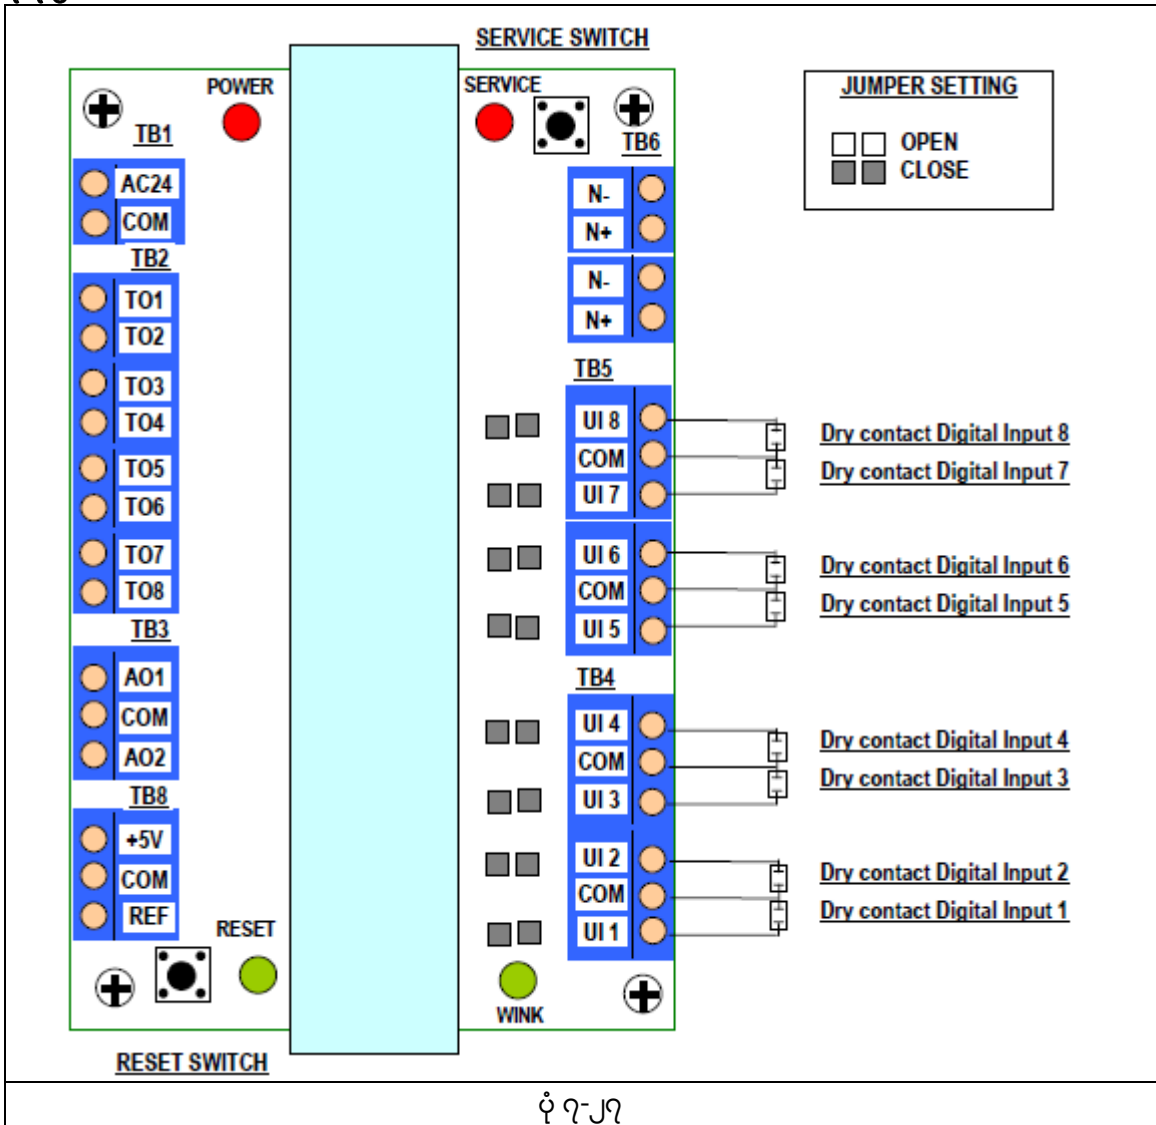 SERVICE SWITCH
POWER
SERVICE
JUMPER SETTING
OPEN
CLOSE
TB1
AC24
COM
TB2
TO1
TO2
TO3
TO4
TO5
TO6
TO7
TO8
TB3
AO1
COM
AO2
TB8
+5V
COM
REF
RESET
RESET SWITCH
TB6
N-
N+
N-
N+
TB5
UI 8
COM
UI 7
UI 6
COM
UI 5
TB4
UI 4
COM
UI 3
UI 2
COM
UI 1
WINK
Dry contact Digital Input 8
Dry contact Digital Input 7
Dry contact Digital Input 6
Dry contact Digital Input 5
Dry contact Digital Input 4
Dry contact Digital Input 3
Dry contact Digital Input 2
Dry contact Digital Input 1
ပုံ ၇-၂၇